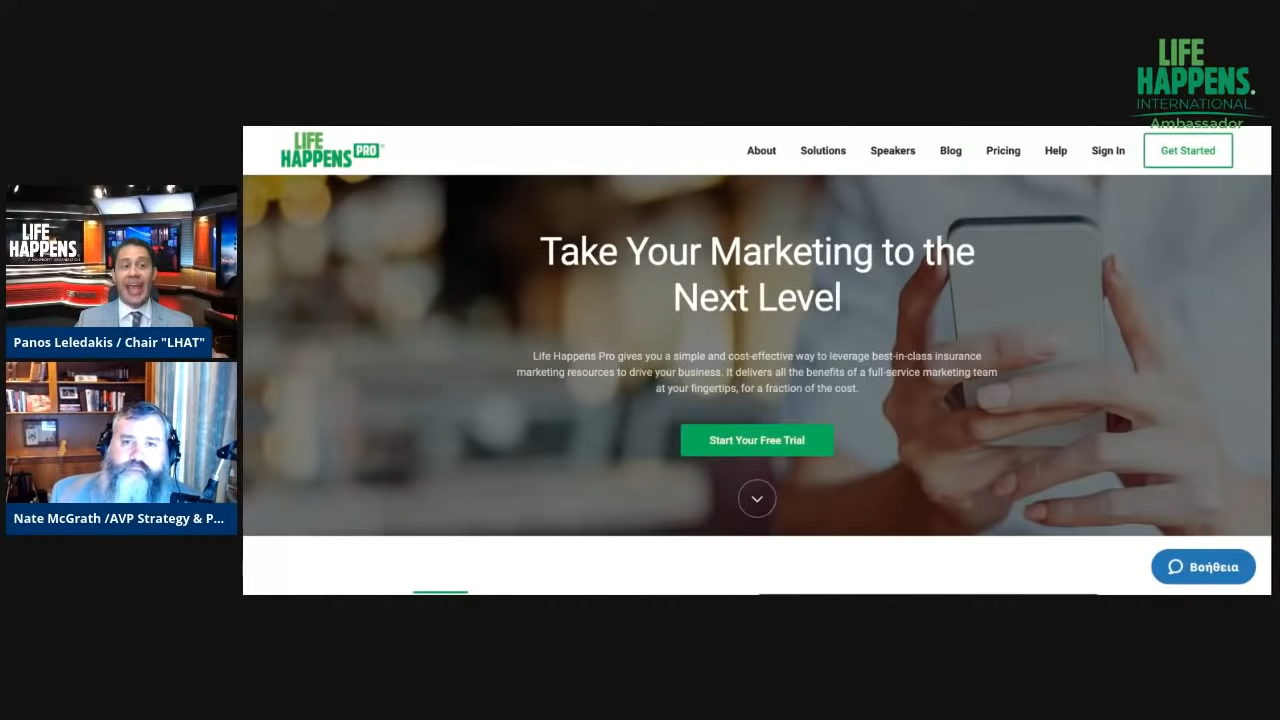 LIFE
HAPPENS.
INTERNATIONAL
Ambassador
LIFE
HAPPENS PRO
About
Solutions
Speakers
Blog
Pricing
Help
Sign In
Get Started
Take Your Marketing to the
Next Level
Life Happens Pro gives you a simple and cost-effective way to leverage best-in-class insurance
marketing resources to drive your business. It delivers all the benefits of a full-service marketing team
at your fingertips, for a fraction of the cost.
Start Your Free Trial
Βοήθεια
LIFE
HAPPENS
Panos Leledakis / Chair "LHAT"
Nate McGrath /AVP Strategy & P...